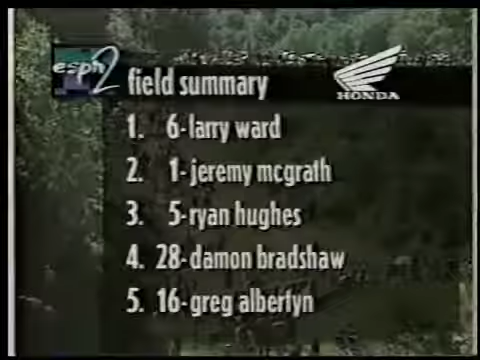 espn2
field summary
HONDA
1. 6-larry ward
2. 1-jeremy mcgrath
3. 5-ryan hughes
4. 28-damon bradshaw
5. 16-greg albertyn